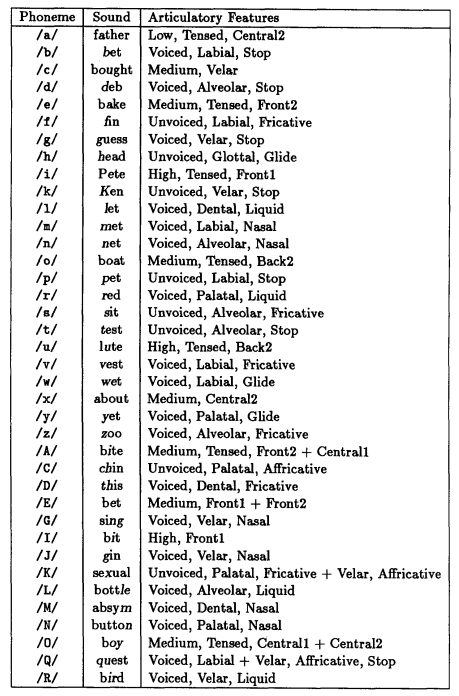 Phoneme Sound Articulatory Features
/a/ father Low, Tensed, Central2
/b/ bet Voiced, Labial, Stop
/c/ bought Medium, Velar
/d/ deb Voiced, Alveolar, Stop
/e/ bake Medium, Tensed, Front2
/f/ fin Unvoiced, Labial, Fricative
/g/ guess Voiced, Velar, Stop
/h/ head Unvoiced, Glottal, Glide
/i/ Pete High, Tensed, Front1
/k/ Ken Unvoiced, Velar, Stop
/l/ let Voiced, Dental, Liquid
/m/ met Voiced, Labial, Nasal
/n/ net Voiced, Alveolar, Nasal
/o/ boat Medium, Tensed, Back2
/p/ pet Unvoiced, Labial, Stop
/r/ red Voiced, Palatal, Liquid
/s/ sit Unvoiced, Alveolar, Fricative
/t/ test Unvoiced, Alveolar, Stop
/u/ lute High, Tensed, Back2
/v/ vest Voiced, Labial, Fricative
/w/ wet Voiced, Labial, Glide
/x/ about Medium, Central2
/y/ yet Voiced, Palatal, Glide
/z/ zoo Voiced, Alveolar, Fricative
/A/ bite Medium, Tensed, Front2 + Central1
/C/ chin Unvoiced, Palatal, Affricative
/D/ this Voiced, Dental, Fricative
/E/ bet Medium, Front1 + Front2
/G/ sing Voiced, Velar, Nasal
/I/ bit High, Front1
/J/ gin Voiced, Velar, Nasal
/K/ sexual Unvoiced, Palatal, Fricative + Velar, Affricative
/L/ bottle Voiced, Alveolar, Liquid
/M/ absym Voiced, Dental, Nasal
/N/ button Voiced, Palatal, Nasal
/O/ boy Medium, Tensed, Central1 + Central2
/Q/ quest Voiced, Labial + Velar, Affricative, Stop
/R/ bird Voiced, Velar, Liquid